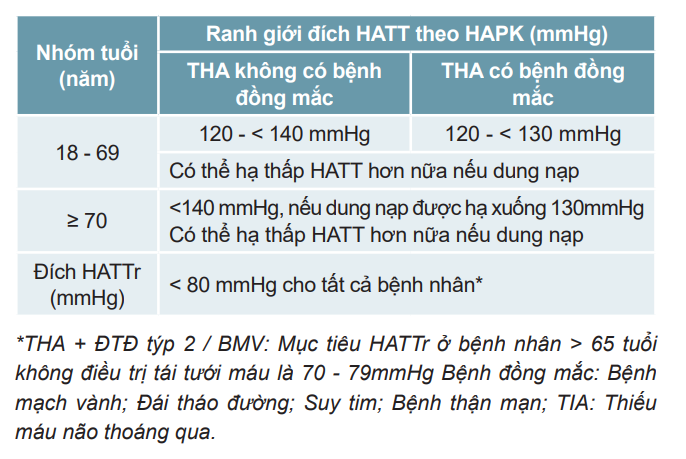 Nhóm tuổi
(năm)
Ranh giới đích HATT theo HAPK (mmHg)
THA không có bệnh
đồng mắc
THA có bệnh đồng
mắc
18 - 69
120 - < 140 mmHg
120 - < 130 mmHg
Có thể hạ thấp HATT hơn nữa nếu dung nạp
≥ 70
<140 mmHg, nếu dung nạp được hạ xuống 130mmHg
Có thể hạ thấp HATT hơn nữa nếu dung nạp
Đích HATTr
(mmHg)
< 80 mmHg cho tất cả bệnh nhân*
*THA + ĐTĐ týp 2 / BMV: Mục tiêu HATTr ở bệnh nhân > 65 tuổi
không điều trị tái tưới máu là 70 - 79mmHg Bệnh đồng mắc: Bệnh
mạch vành; Đái tháo đường; Suy tim; Bệnh thận mạn; TIA: Thiếu
máu não thoáng qua.